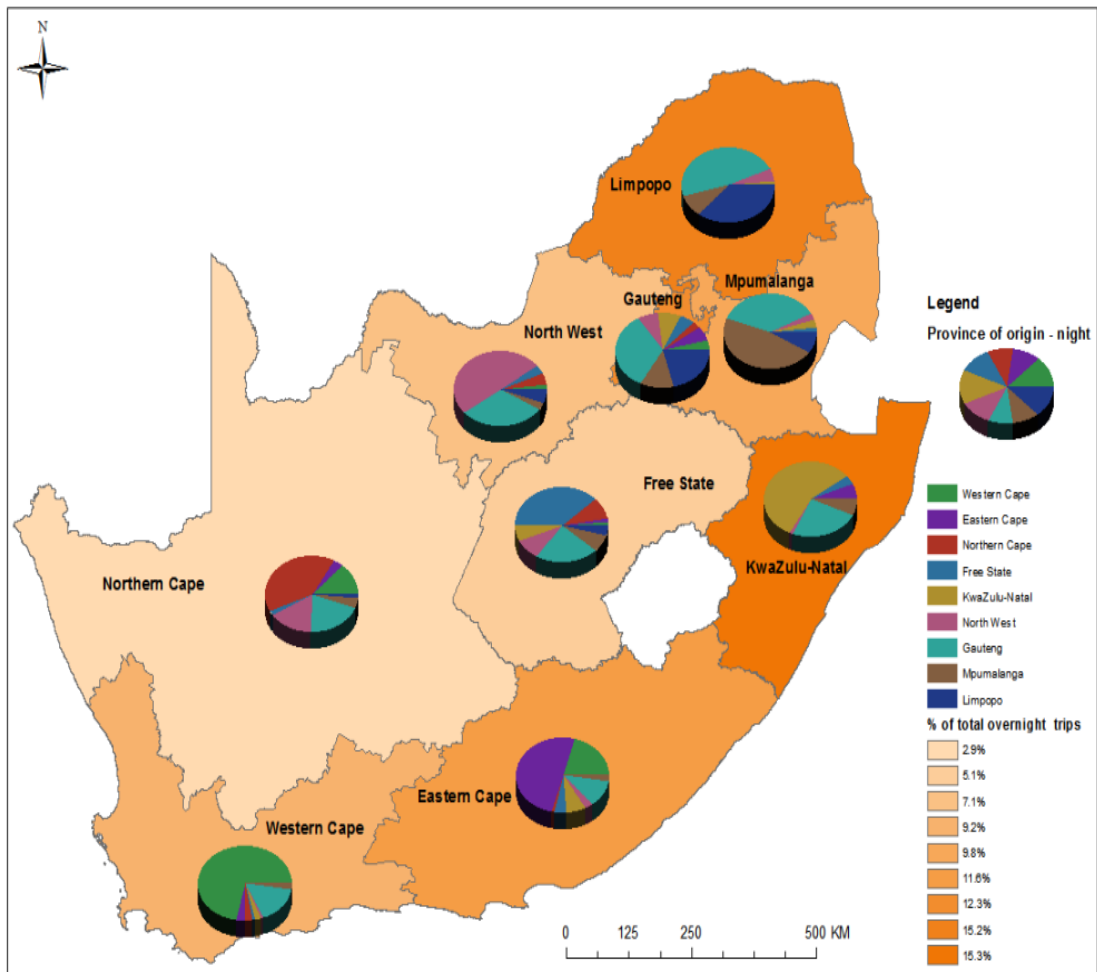 N
Limpopo
Mpumalanga
Gauteng
North West
Legend
Province of origin - night
Free State
KwaZulu-Natal
Northern Cape
Eastern Cape
Western Cape
Western Cape
Eastern Cape
Northern Cape
Free State
KwaZulu-Natal
North West
Gauteng
Mpumalanga
Limpopo
% of total overnight trips
2.9%
5.1%
7.1%
9.2%
9.8%
11.6%
12.3%
15.2%
15.3%
0 125 250 500 KM